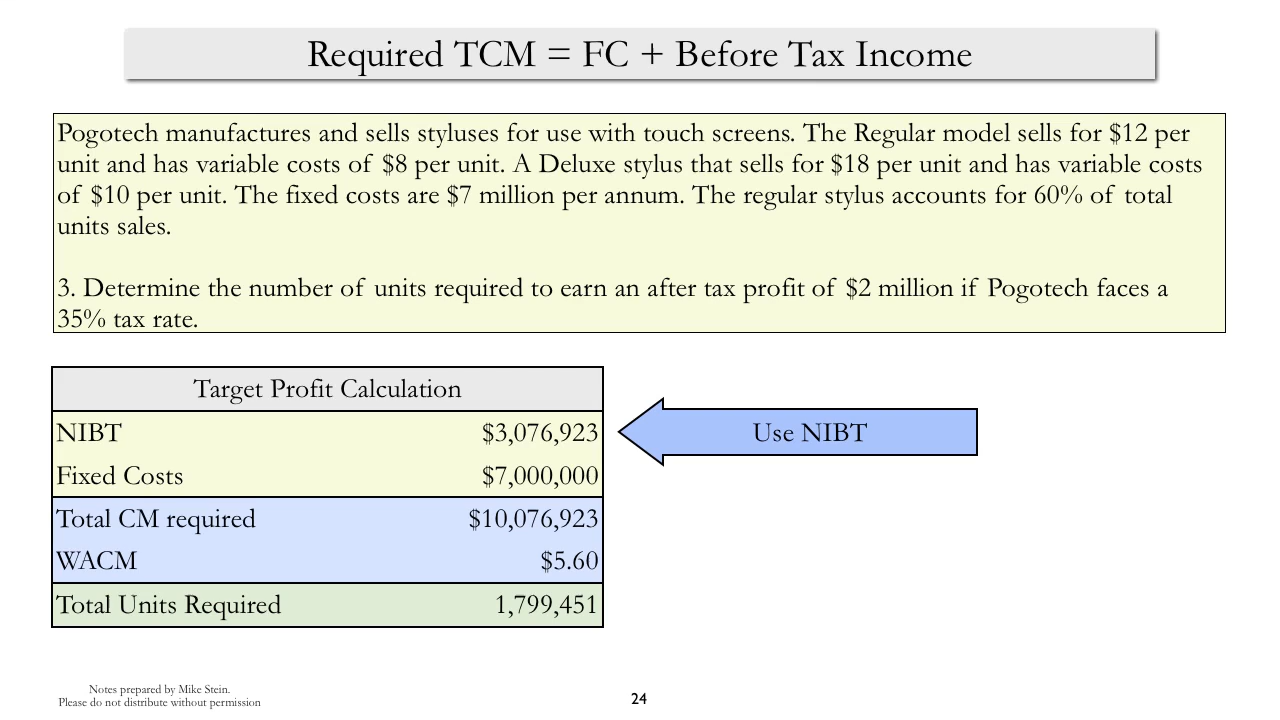 Required TCM = FC + Before Tax Income
Pogotech manufactures and sells styluses for use with touch screens. The Regular model sells for $12 per
unit and has variable costs of $8 per unit. A Deluxe stylus that sells for $18 per unit and has variable costs
of $10 per unit. The fixed costs are $7 million per annum. The regular stylus accounts for 60% of total
units sales.
3. Determine the number of units required to earn an after tax profit of $2 million if Pogotech faces a
35% tax rate.
Target Profit Calculation
NIBT $3,076,923
Use NIBT
Fixed Costs $7,000,000
Total CM required $10,076,923
WACM $5.60
Total Units Required 1,799,451
Notes prepared by Mike Stein.
Please do not distribute without permission
24